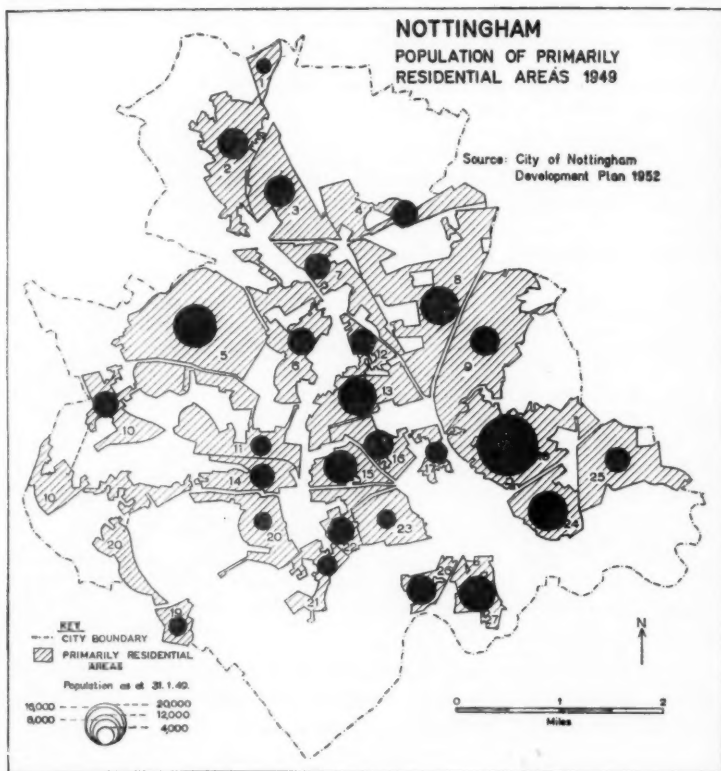 NOTTINGHAM
POPULATION OF PRIMARILY
RESIDENTIAL AREAS 1949
Source: City of Nottingham
Development Plan 1952
1
2
3
4
7
8
5
6
12
9
13
10
11
16
17
14
15
25
10
24
20
23
20
21
26
19
27
KEY
CITY BOUNDARY
PRIMARILY RESIDENTIAL
AREAS
Population as at 31.1.49.
16,000
8,000
20,000
12,000
4,000
N
0 1 2
Miles